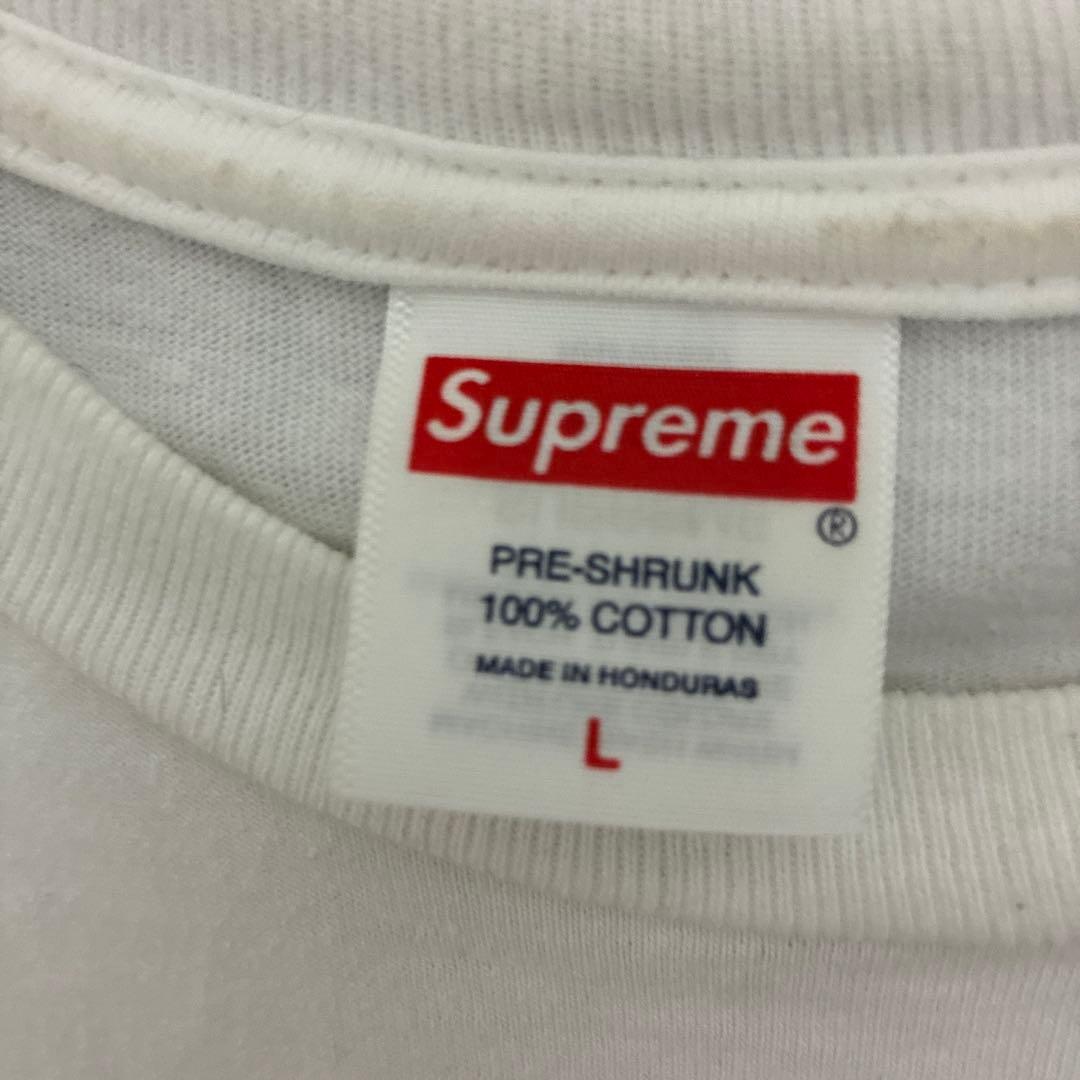 Supreme
®
PRE-SHRUNK
100% COTTON
MADE IN HONDURAS
L